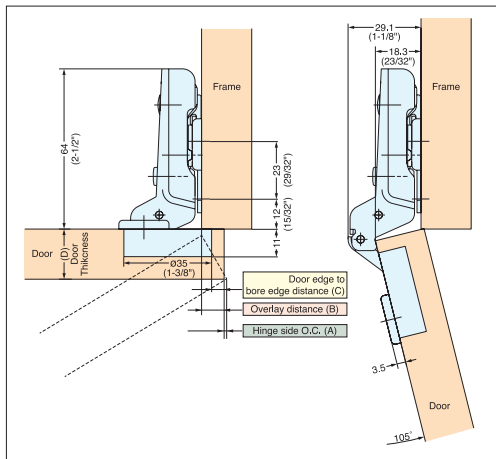 29.1
(1-1/8")
18.3
(23/32")
Frame
Frame
64
(2-1/2")
23
(29/32")
12
(15/32")
11
Door
(D)
Door
Thikcness
ø35
(1-3/8")
Door edge to
bore edge distance (C)
Overlay distance (B)
Hinge side O.C. (A)
3.5
Door
105°